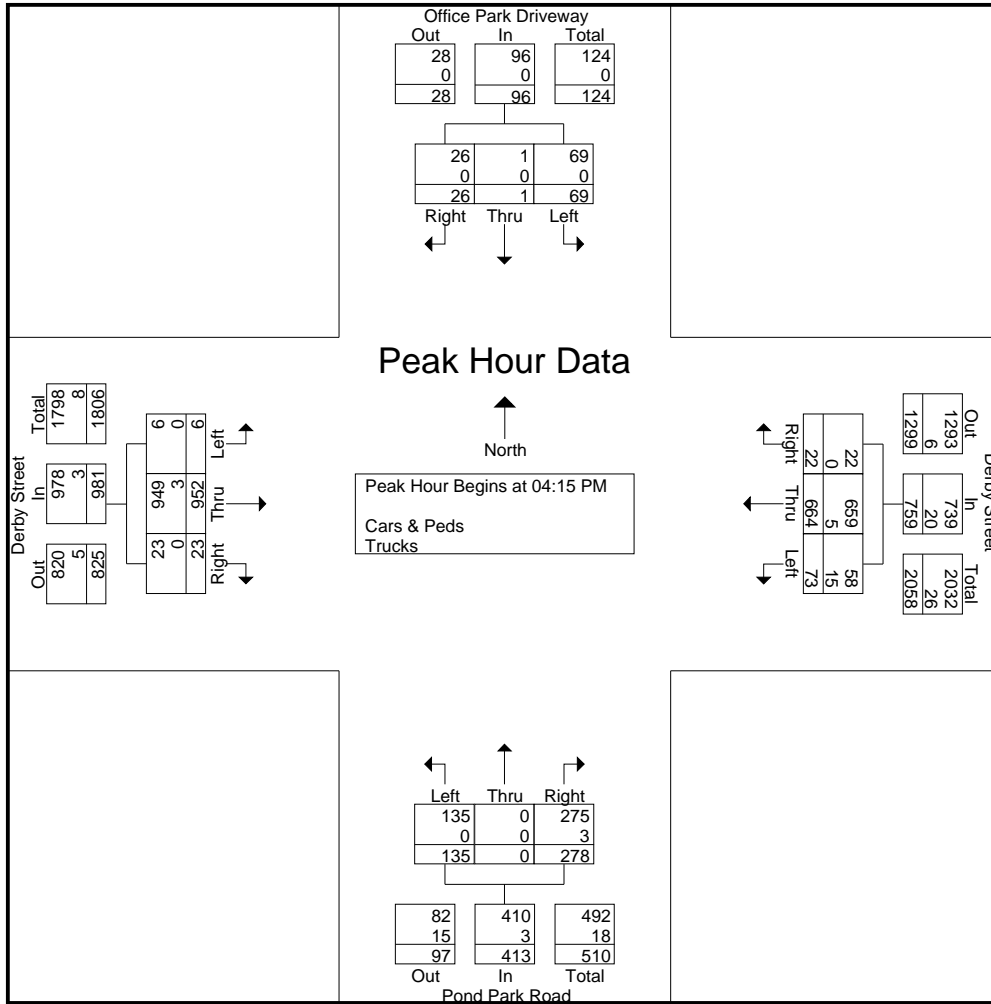 Office Park Driveway
Out In Total
28 96 124
0 0 0
28 96 124
26 1 69
0 0 0
26 1 69
Right Thru Left
Peak Hour Data
North
Peak Hour Begins at 04:15 PM
Cars & Peds
Trucks
Derby Street
Out In Total
820 978 1798
5 3 8
825 981 1806
23 949 6
0 3 0
23 952 6
Right Thru Left
Derby Street
Out In Total
1293 739 2032
6 20 26
1299 759 2058
22 659 58
0 5 15
22 664 73
Right Thru Left
Left Thru Right
135 0 275
0 0 3
135 0 278
82 410 492
15 3 18
97 413 510
Out In Total
Pond Park Road